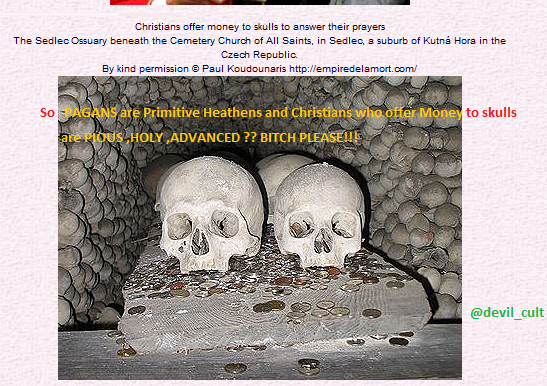 Christians offer money to skulls to answer their prayers
The Sedlec Ossuary beneath the Cemetery Church of All Saints, in Sedlec, a suburb of Kutná Hora in the
Czech Republic.
By kind permission © Paul Koudounaris http://empiredelamort.com/
So PAGANS are Primitive Heathens and Christians who offer Money to skulls
are PIOUS ,HOLY ,ADVANCED ?? BITCH PLEASE!!!
@devil_cult